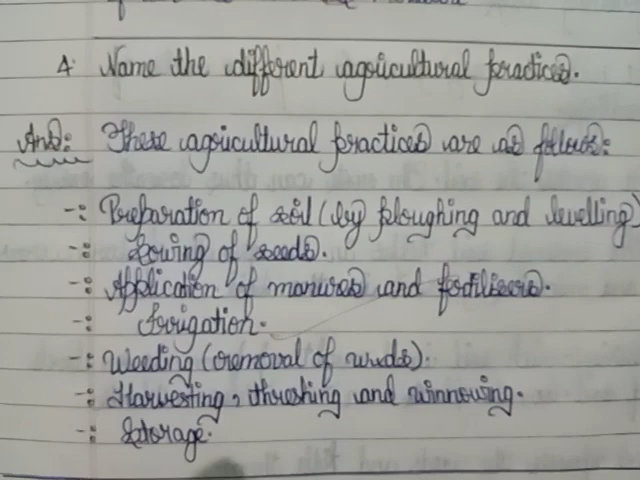 4. Name the different agricultural practices.
Ans: These agricultural practices are as follows:
-: Preparation of soil (by ploughing and levelling)
-: Sowing of seeds.
-: Application of manures and fertilisers.
-: Irrigation.
-: Weeding (removal of weeds).
-: Harvesting, threshing and winnowing.
-: Storage.